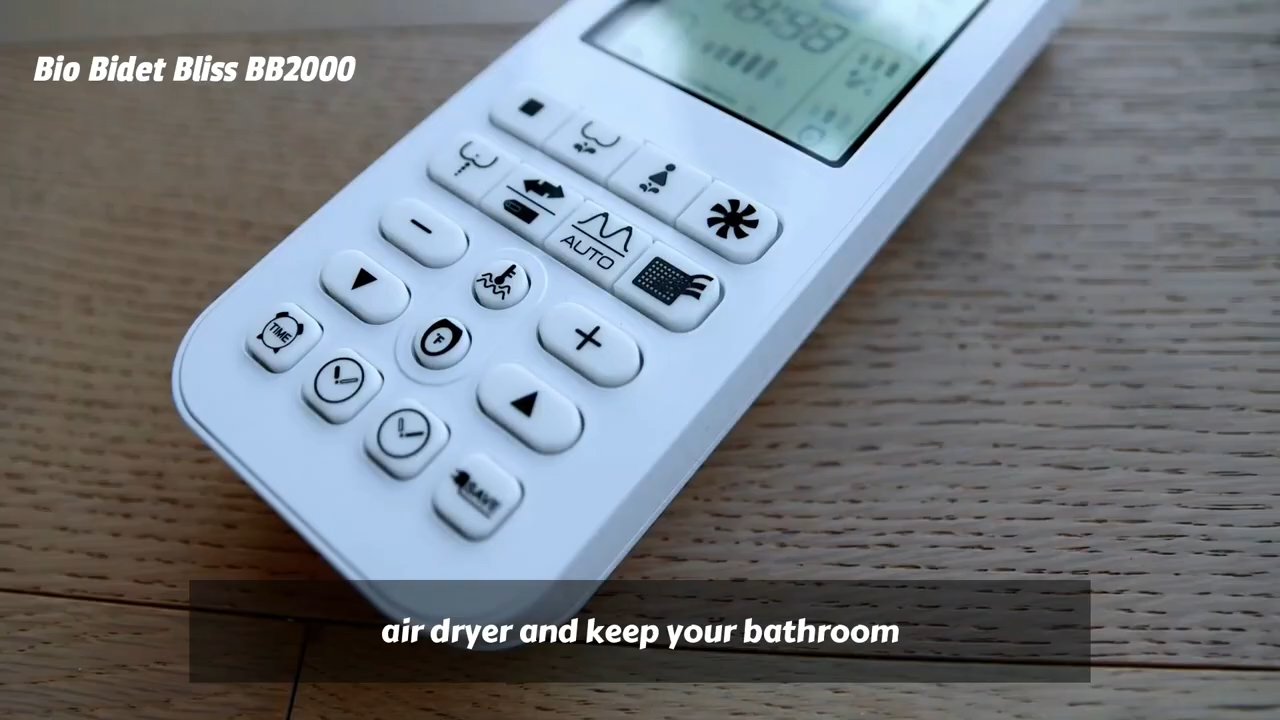 Bio Bidet Bliss BB2000
AUTO
TIME
°F
SAVE
air dryer and keep your bathroom